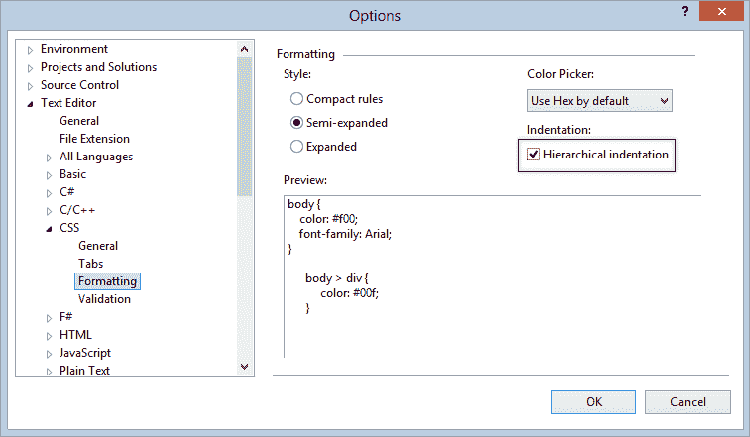 Options
?
Environment
Projects and Solutions
Source Control
Text Editor
General
File Extension
All Languages
Basic
C#
C/C++
CSS
General
Tabs
Formatting
Validation
F#
HTML
JavaScript
Plain Text
Formatting
Style:
Compact rules
Semi-expanded
Expanded
Color Picker:
Use Hex by default
Indentation:
Hierarchical indentation
Preview:
body {
color: #f00;
font-family: Arial;
}
body > div {
color: #00f;
}
OK
Cancel